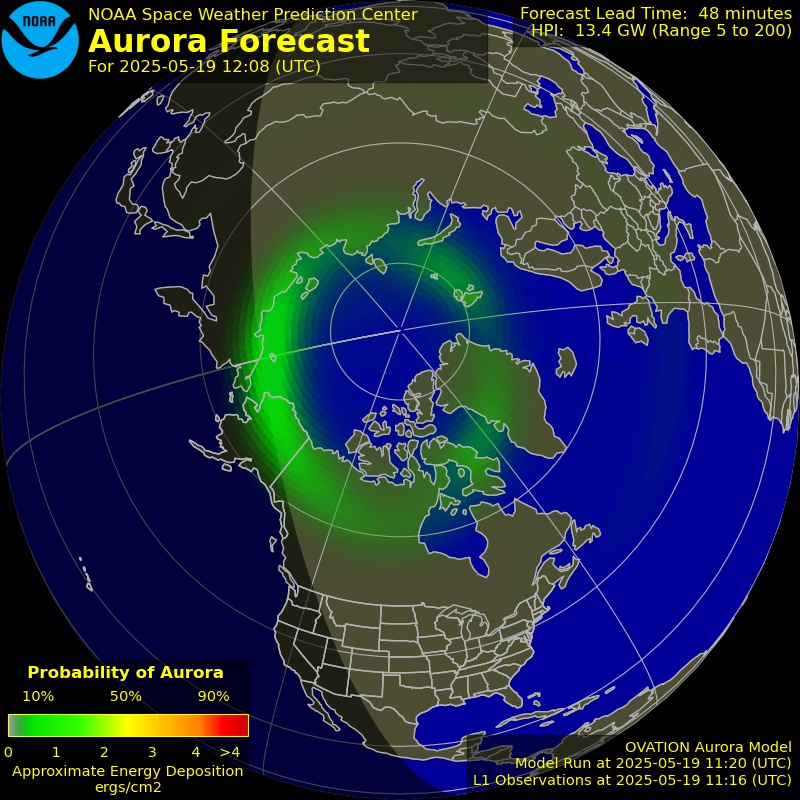 NOAA
NOAA Space Weather Prediction Center
Aurora Forecast
For 2025-05-19 12:08 (UTC)
Forecast Lead Time: 48 minutes
HPI: 13.4 GW (Range 5 to 200)
Probability of Aurora
10% 50% 90%
0 1 2 3 4 >4
Approximate Energy Deposition
ergs/cm2
OVATION Aurora Model
Model Run at 2025-05-19 11:20 (UTC)
L1 Observations at 2025-05-19 11:16 (UTC)